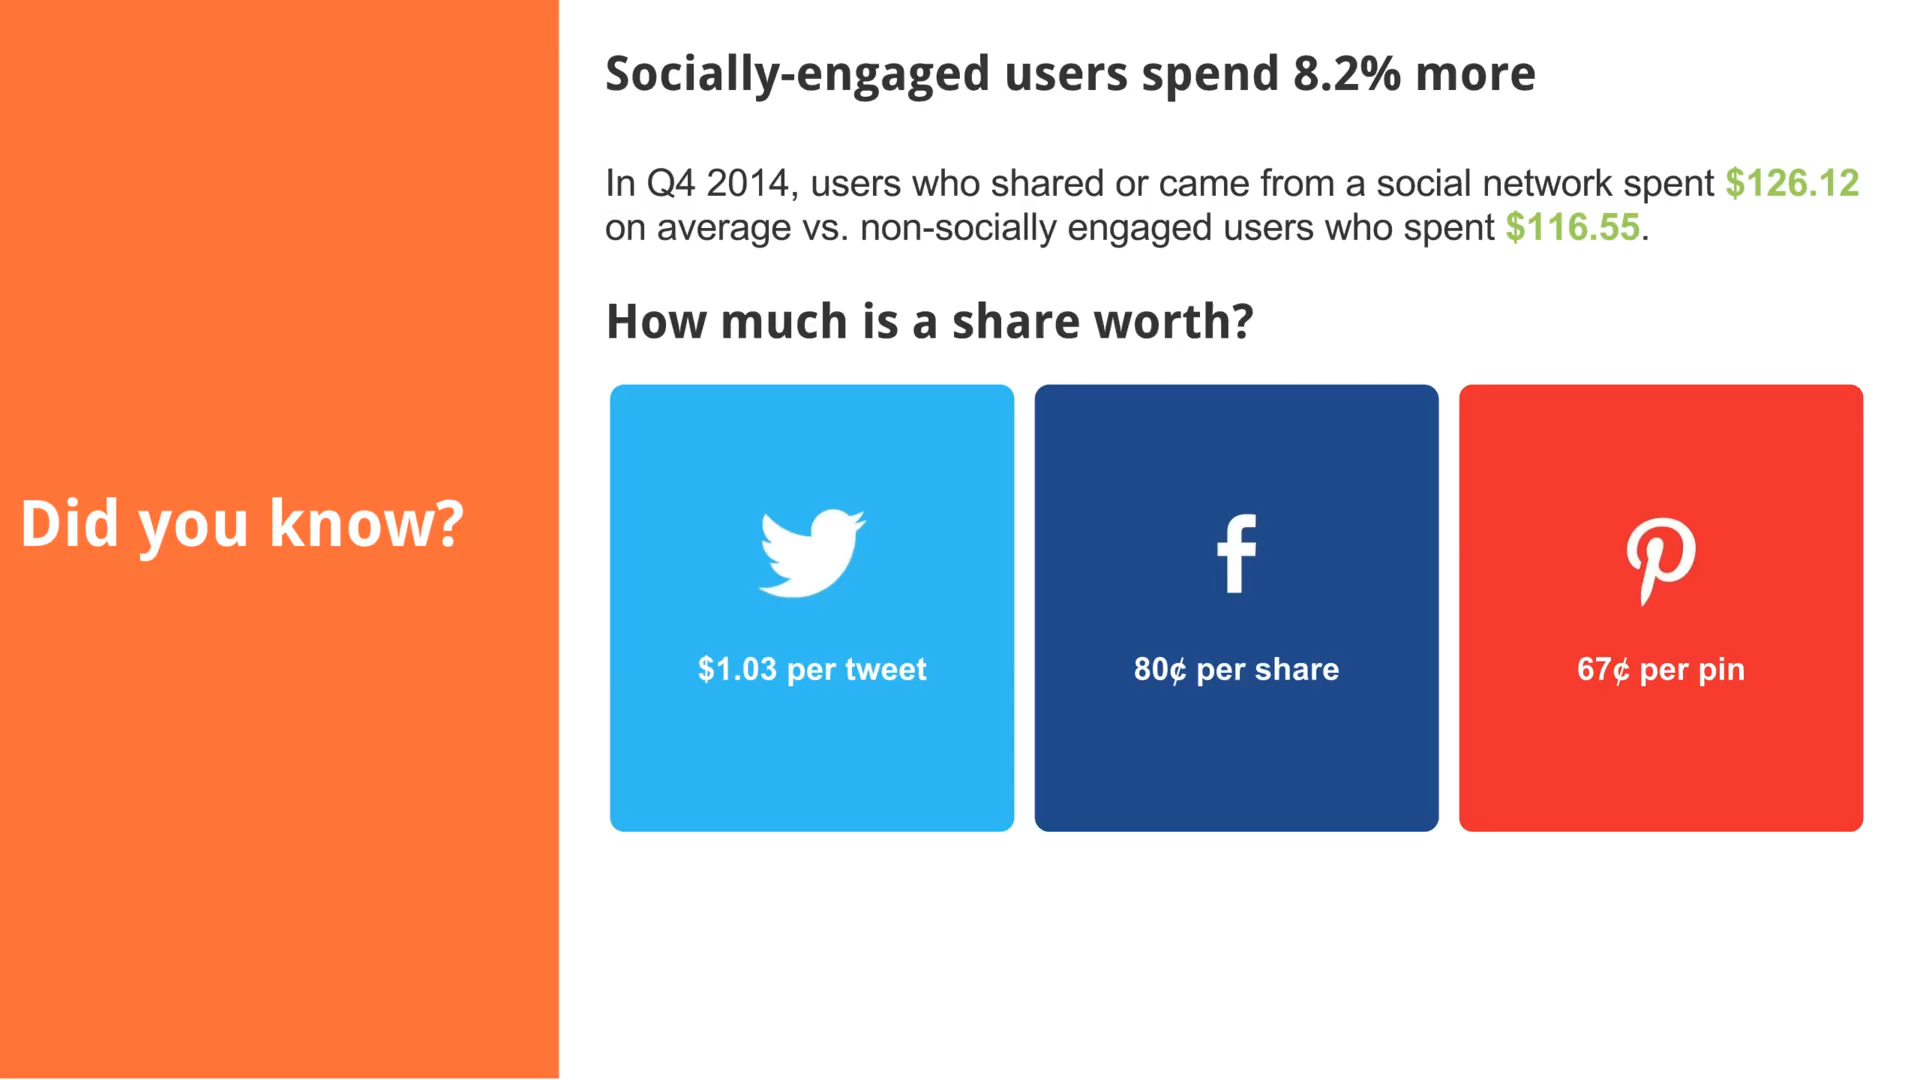 Did you know?
Socially-engaged users spend 8.2% more
In Q4 2014, users who shared or came from a social network spent $126.12
on average vs. non-socially engaged users who spent $116.55.
How much is a share worth?
$1.03 per tweet
80¢ per share
67¢ per pin